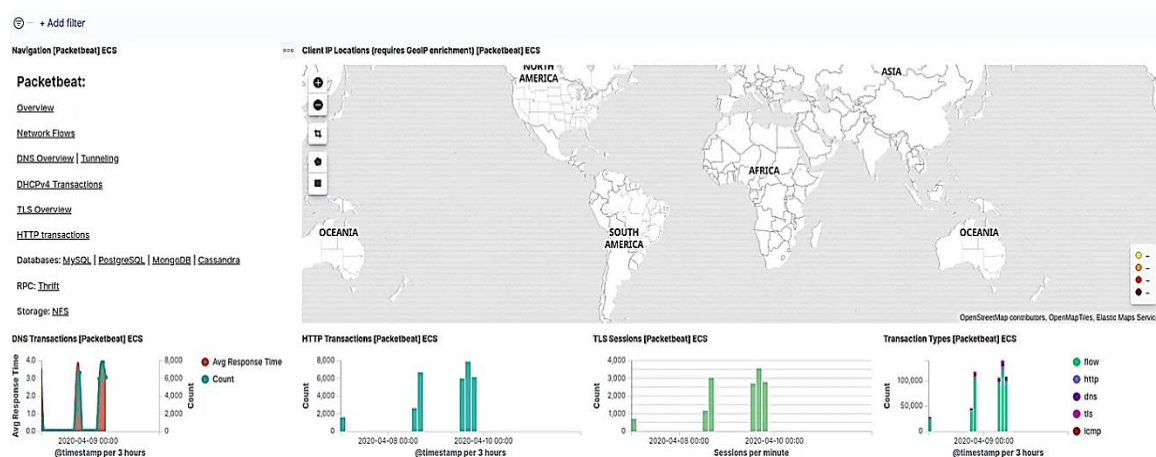 + Add filter
Navigation [Packetbeat] ECS
Packetbeat:
Overview
Network Flows
DNS Overview | Tunneling
DHCPv4 Transactions
TLS Overview
HTTP transactions
Databases: MySQL | PostgreSQL | MongoDB | Cassandra
RPC: Thrift
Storage: NFS
Client IP Locations (requires GeoIP enrichment) [Packetbeat] ECS
NORTH
AMERICA
ASIA
AFRICA
OCEANIA
SOUTH
AMERICA
OCEANIA
OpenStreetMap contributors, OpenMapTiles, Elastic Maps Servic
DNS Transactions [Packetbeat] ECS
Avg Response Time
4.0
3.0
2.0
1.0
0.0
8,000
6,000
4,000
2,000
0
Count
Avg Response Time
Count
2020-04-09 00:00
@timestamp per 3 hours
HTTP Transactions [Packetbeat] ECS
Count
8,000
6,000
4,000
2,000
0
2020-04-08 00:00
2020-04-10 00:00
@timestamp per 3 hours
TLS Sessions [Packetbeat] ECS
Count
4,000
3,000
2,000
1,000
0
2020-04-08 00:00
2020-04-10 00:00
Sessions per minute
Transaction Types [Packetbeat] ECS
Count
100,000
50,000
0
2020-04-09 00:00
@timestamp per 3 hours
flow
http
dns
tls
icmp